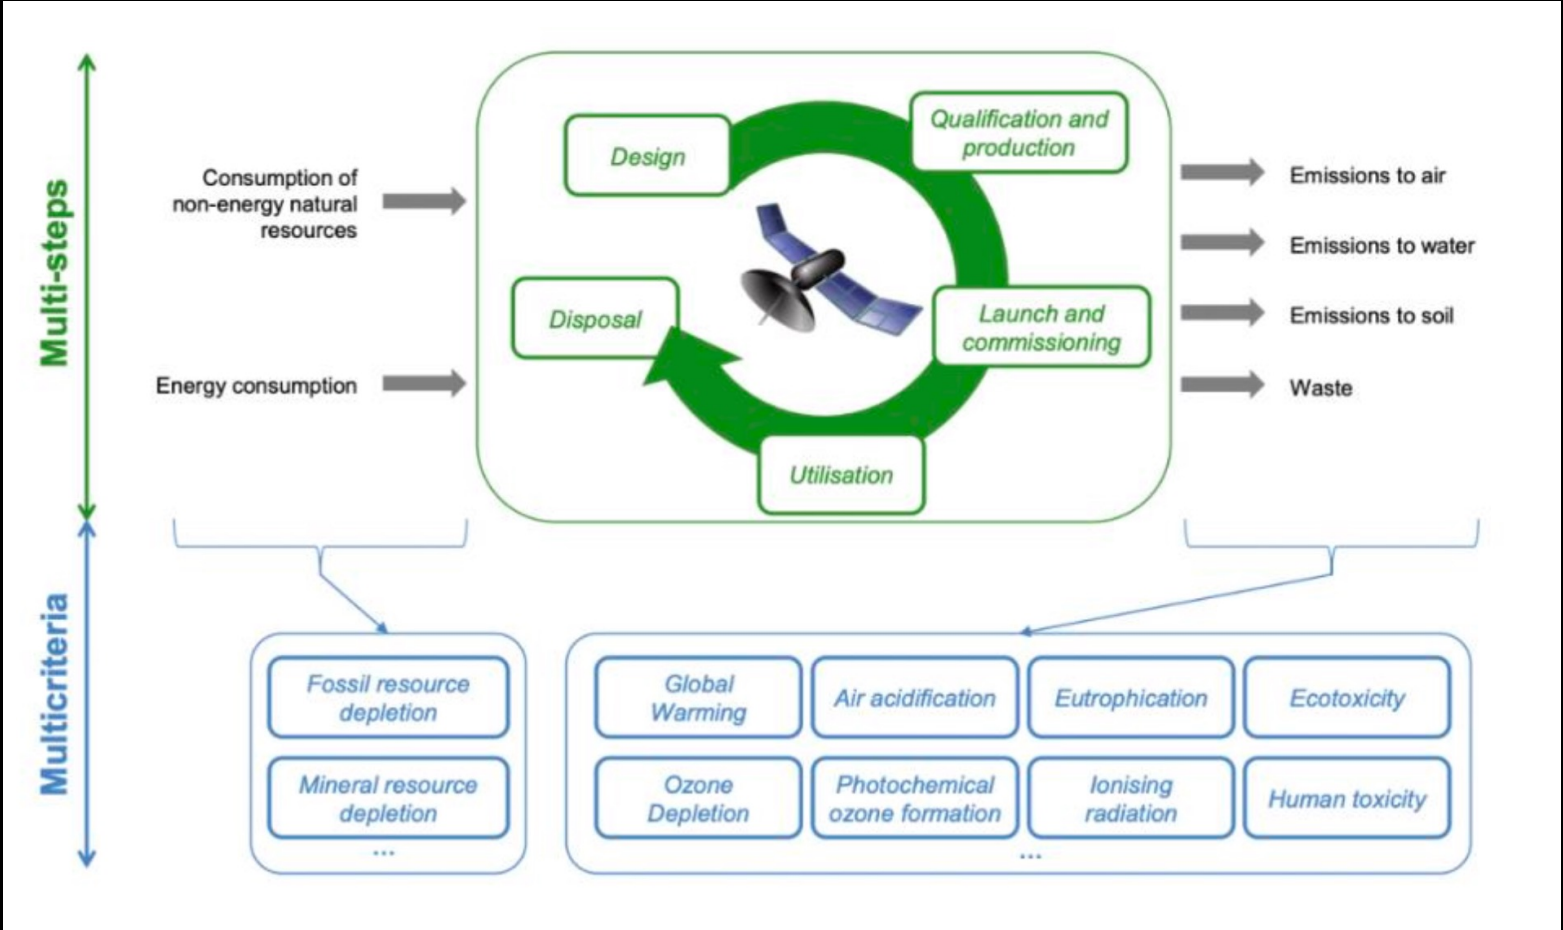 Multi-steps
Consumption of
non-energy natural
resources
Energy consumption
Design
Qualification and
production
Launch and
commissioning
Utilisation
Disposal
Emissions to air
Emissions to water
Emissions to soil
Waste
Multicriteria
Fossil resource
depletion
Mineral resource
depletion
...
Global
Warming
Air acidification
Eutrophication
Ecotoxicity
Ozone
Depletion
Photochemical
ozone formation
Ionising
radiation
Human toxicity
...